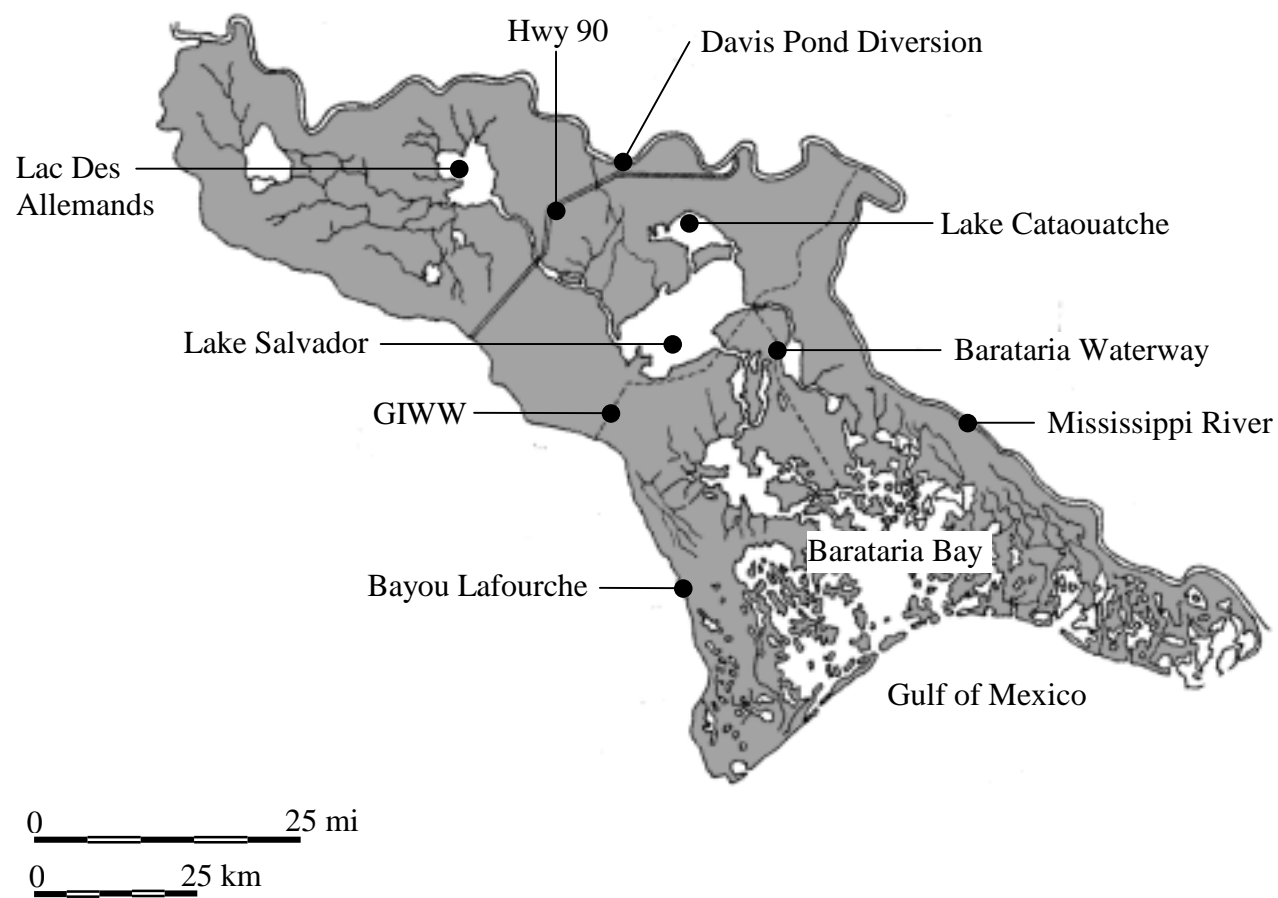 Hwy 90
Davis Pond Diversion
Lac Des
Allemands
Lake Cataouatche
Lake Salvador
Barataria Waterway
GIWW
Mississippi River
Barataria Bay
Bayou Lafourche
Gulf of Mexico
0 25 mi
0 25 km